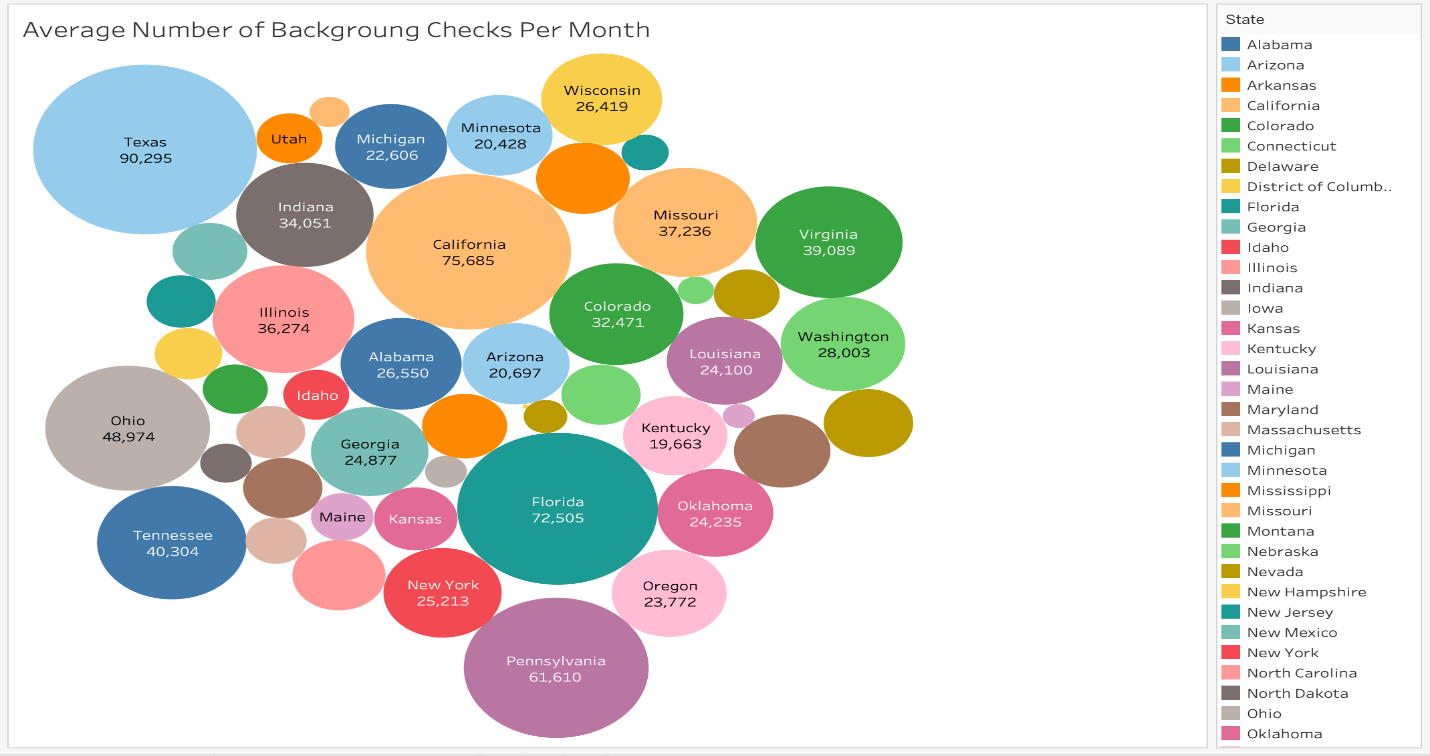 Average Number of Backgroung Checks Per Month
Texas
90,295
Utah
Michigan
22,606
Minnesota
20,428
Wisconsin
26,419
Indiana
34,051
California
75,685
Missouri
37,236
Virginia
39,089
Illinois
36,274
Colorado
32,471
Washington
28,003
Alabama
26,550
Arizona
20,697
Louisiana
24,100
Idaho
Ohio
48,974
Georgia
24,877
Kentucky
19,663
Florida
72,505
Oklahoma
24,235
Maine
Kansas
Tennessee
40,304
New York
25,213
Oregon
23,772
Pennsylvania
61,610
State
Alabama
Arizona
Arkansas
California
Colorado
Connecticut
Delaware
District of Columb..
Florida
Georgia
Idaho
Illinois
Indiana
Iowa
Kansas
Kentucky
Louisiana
Maine
Maryland
Massachusetts
Michigan
Minnesota
Mississippi
Missouri
Montana
Nebraska
Nevada
New Hampshire
New Jersey
New Mexico
New York
North Carolina
North Dakota
Ohio
Oklahoma